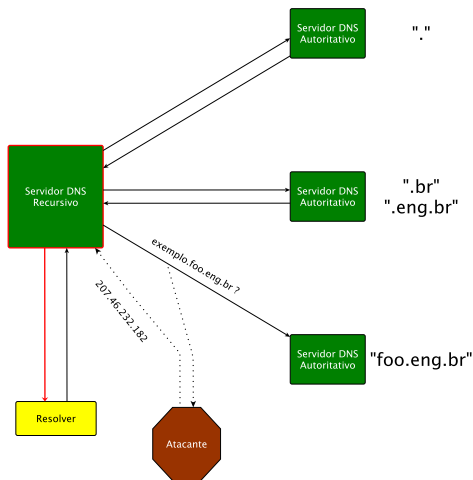 Servidor DNS
Autoritativo
"."
Servidor DNS
Recursivo
Servidor DNS
Autoritativo
".br"
".eng.br"
exemplo.foo.eng.br ?
207.46.232.182
Servidor DNS
Autoritativo
"foo.eng.br"
Resolver
Atacante